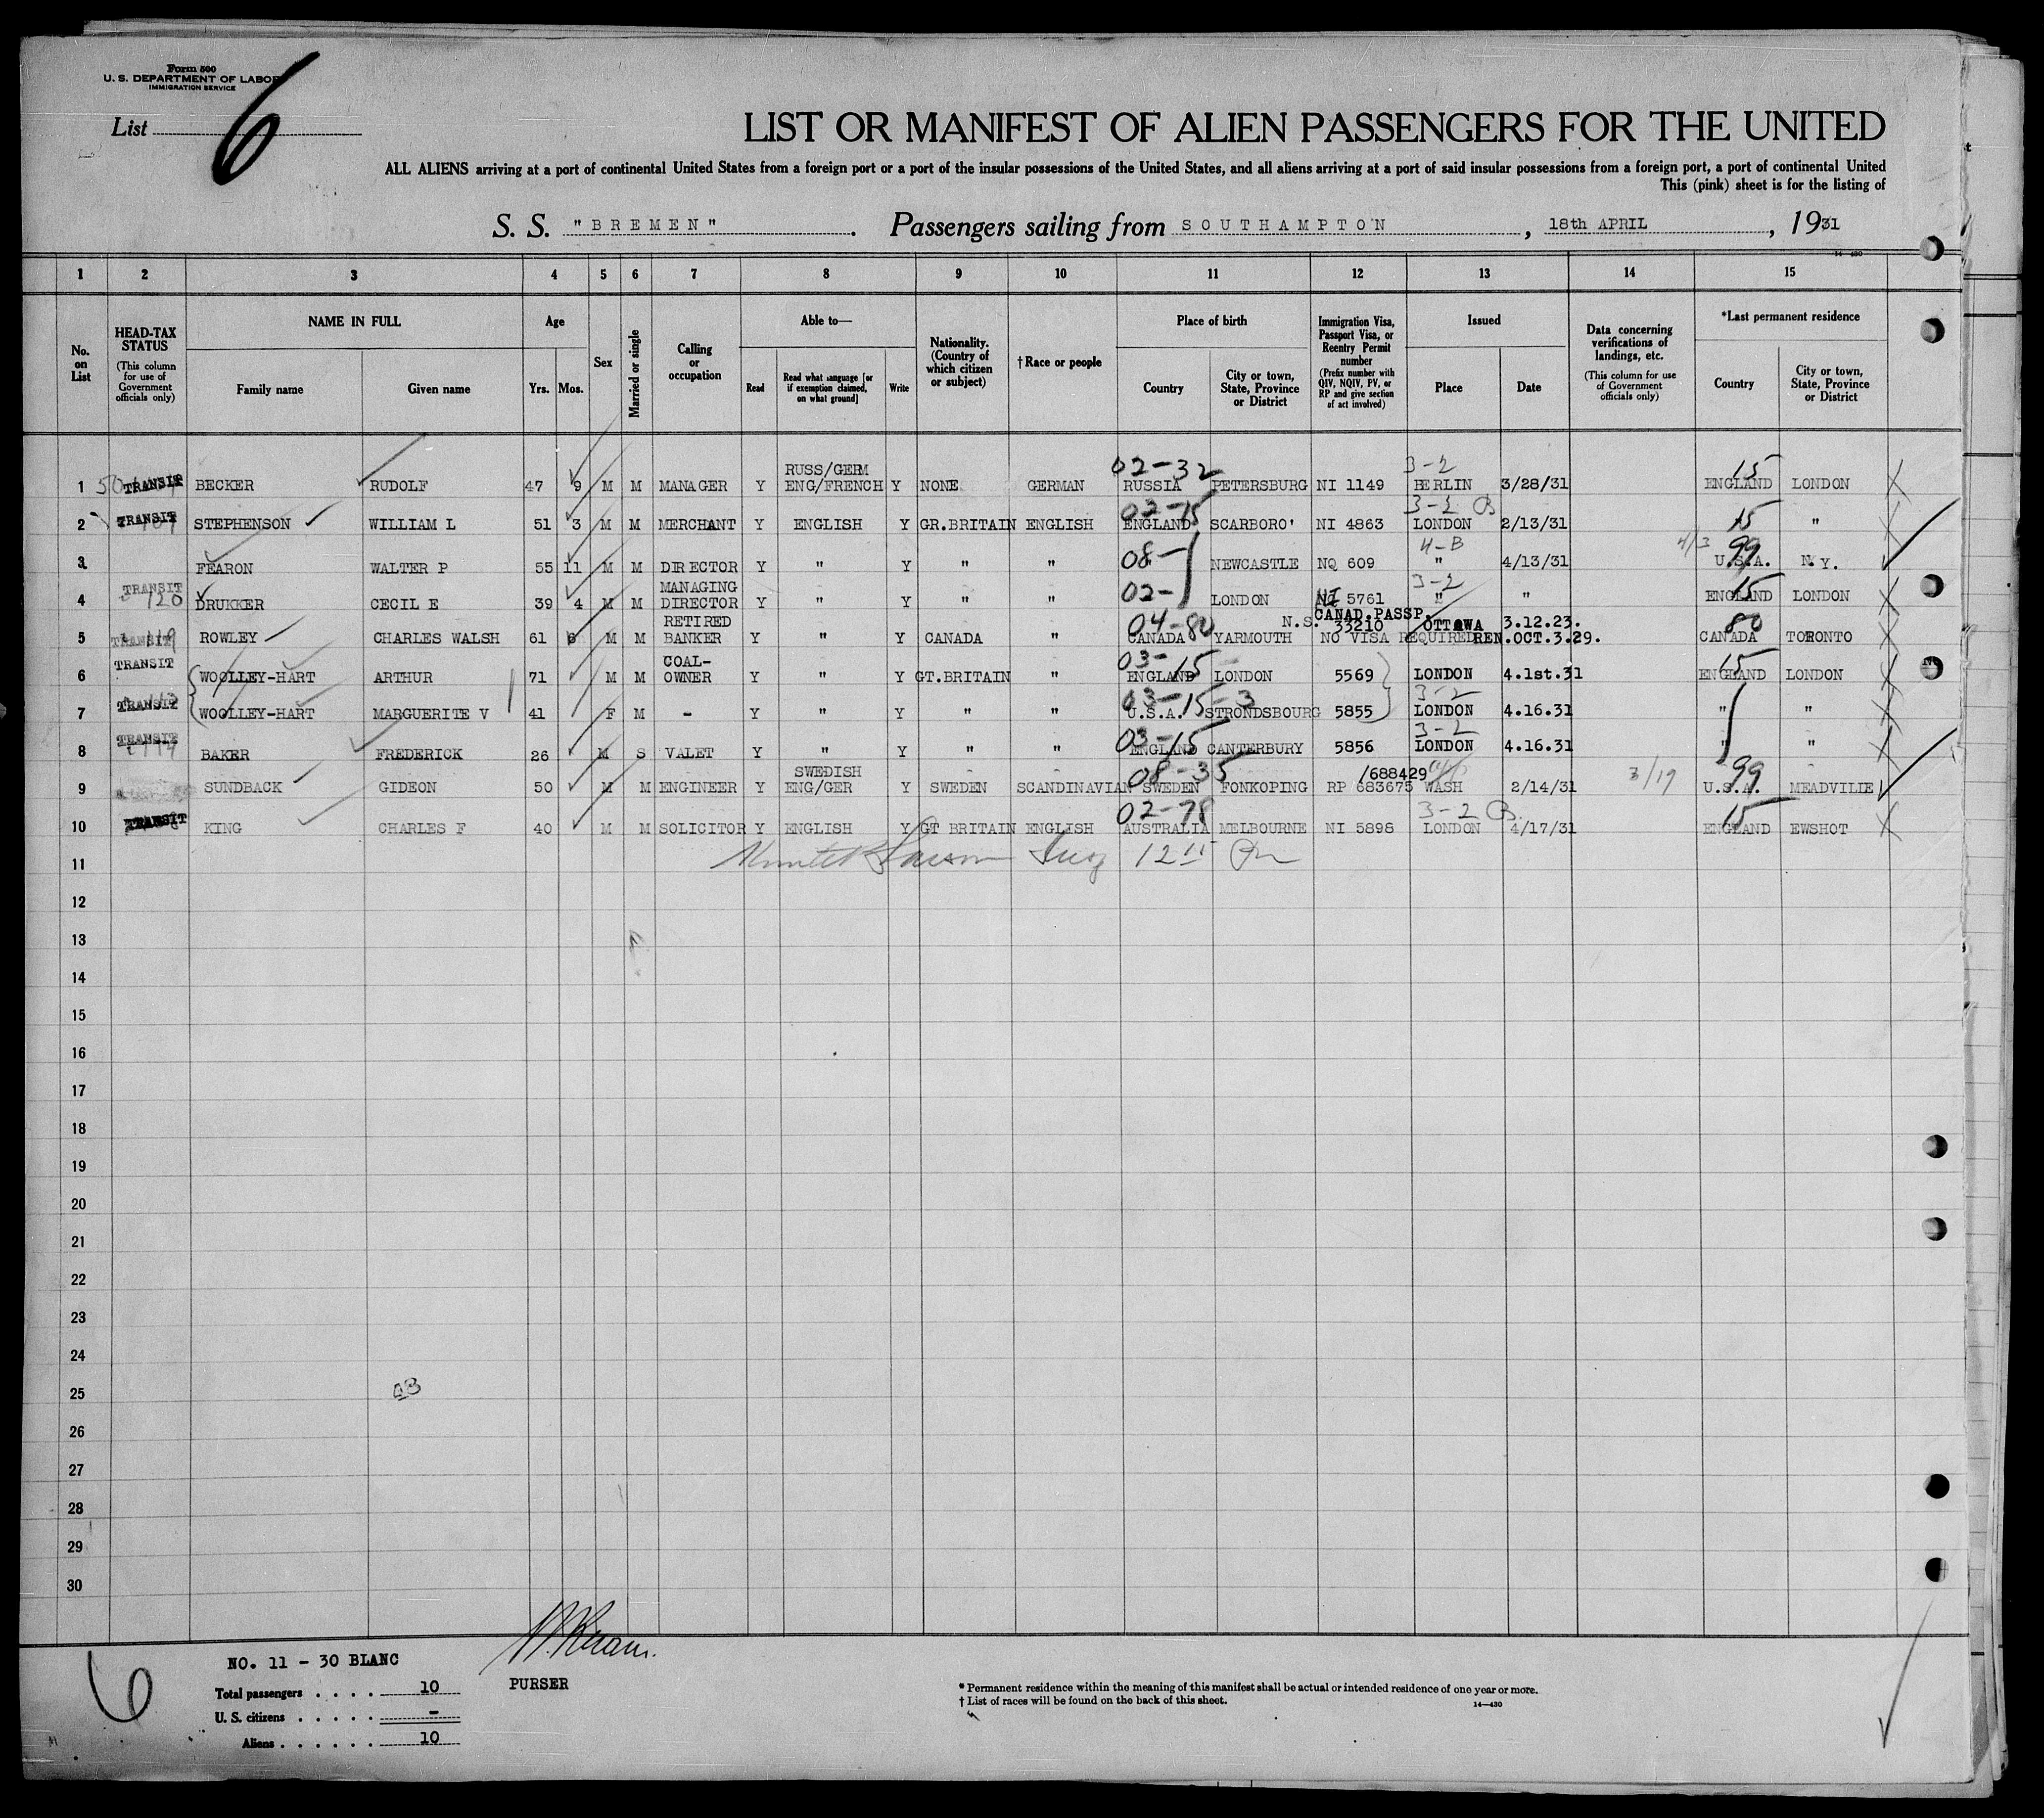 Form 500
U. S. DEPARTMENT OF LABOR
IMMIGRATION SERVICE
List 6
LIST OR MANIFEST OF ALIEN PASSENGERS FOR THE UNITED
ALL ALIENS arriving at a port of continental United States from a foreign port or a port of the insular possessions of the United States, and all aliens arriving at a port of said insular possessions from a foreign port, a port of continental United
This (pink) sheet is for the listing of
S. S. "BREMEN" . Passengers sailing from SOUTHAMPTON , 18th APRIL , 1931
14-430
1 2 3 4 5 6 7 8 9 10 11 12 13 14 15
No. on List
HEAD-TAX STATUS (This column for use of Government officials only)
NAME IN FULL
Family name
Given name
Age
Yrs.
Mos.
Sex
Married or single
Calling or occupation
Able to—
Read
Read what language [or if exemption claimed, on what ground]
Write
Nationality. (Country of which citizen or subject)
† Race or people
Place of birth
Country
City or town, State, Province or District
Immigration Visa, Passport Visa, or Reentry Permit number (Prefix number with QIV, NQIV, PV, or RP and give section of act involved)
Issued
Place
Date
Data concerning verifications of landings, etc. (This column for use of Government officials only)
*Last permanent residence
Country
City or town, State, Province or District
RUSS/GERM 02-32 3-2 15
1 TRANSIT BECKER RUDOLF 47 9 M M MANAGER Y ENG/FRENCH Y NONE GERMAN RUSSIA PETERSBURG NI 1149 BERLIN 3/28/31 ENGLAND LONDON
02-15 3-2 B 15
2 TRANSIT STEPHENSON WILLIAM L 51 3 M M MERCHANT Y ENGLISH Y GR.BRITAIN ENGLISH ENGLAND SCARBORO' NI 4863 LONDON 2/13/31 "
08- 4-B 4/3 99
3 FEARON WALTER P 55 11 M M DIRECTOR Y " Y " " NEWCASTLE NQ 609 " 4/13/31 U.S.A. N.Y.
MANAGING 02- 3-2 15
4 TRANSIT 120 DRUKKER CECIL E 39 4 M M DIRECTOR Y " Y " " LONDON NI 5761 " " ENGLAND LONDON
RETIRED 04-80 N.S. CANAD.PASSP. 33210 OTTAWA 3.12.23. 80
5 TRANSIT ROWLEY CHARLES WALSH 61 6 M M BANKER Y " Y CANADA " CANADA YARMOUTH NO VISA REQUIRED REN.OCT.3.29. CANADA TORONTO
COAL- 03-15 15
6 TRANSIT WOOLLEY-HART ARTHUR 71 M M OWNER Y " Y GT.BRITAIN " ENGLAND LONDON 5569 LONDON 4.1st.31 ENGLAND LONDON
03-15-3 3-2
7 TRANSIT WOOLLEY-HART MARGUERITE V 41 F M - Y " Y " " U.S.A. STRONDSBOURG 5855 LONDON 4.16.31 " "
03-15 3-2
8 TRANSIT BAKER FREDERICK 26 M S VALET Y " Y " " ENGLAND CANTERBURY 5856 LONDON 4.16.31 " "
SWEDISH 08-35 /688429 3/19 99
9 SUNDBACK GIDEON 50 M M ENGINEER Y ENG/GER Y SWEDEN SCANDINAVIAN SWEDEN FONKOPING RP 683675 WASH 2/14/31 U.S.A. MEADVILIE
02-78 3-2 B. 15
10 TRANSIT KING CHARLES F 40 M M SOLICITOR Y ENGLISH Y GT BRITAIN ENGLISH AUSTRALIA MELBOURNE NI 5898 LONDON 4/17/31 ENGLAND EWSHOT
11
12
13
14
15
16
17
18
19
20
21
22
23
24
25
26
27
28
29
30
6
NO. 11 - 30 BLANC
Total passengers . . . . 10
U. S. citizens . . . . . -
Aliens . . . . . . 10
PURSER
* Permanent residence within the meaning of this manifest shall be actual or intended residence of one year or more.
† List of races will be found on the back of this sheet.
14—430